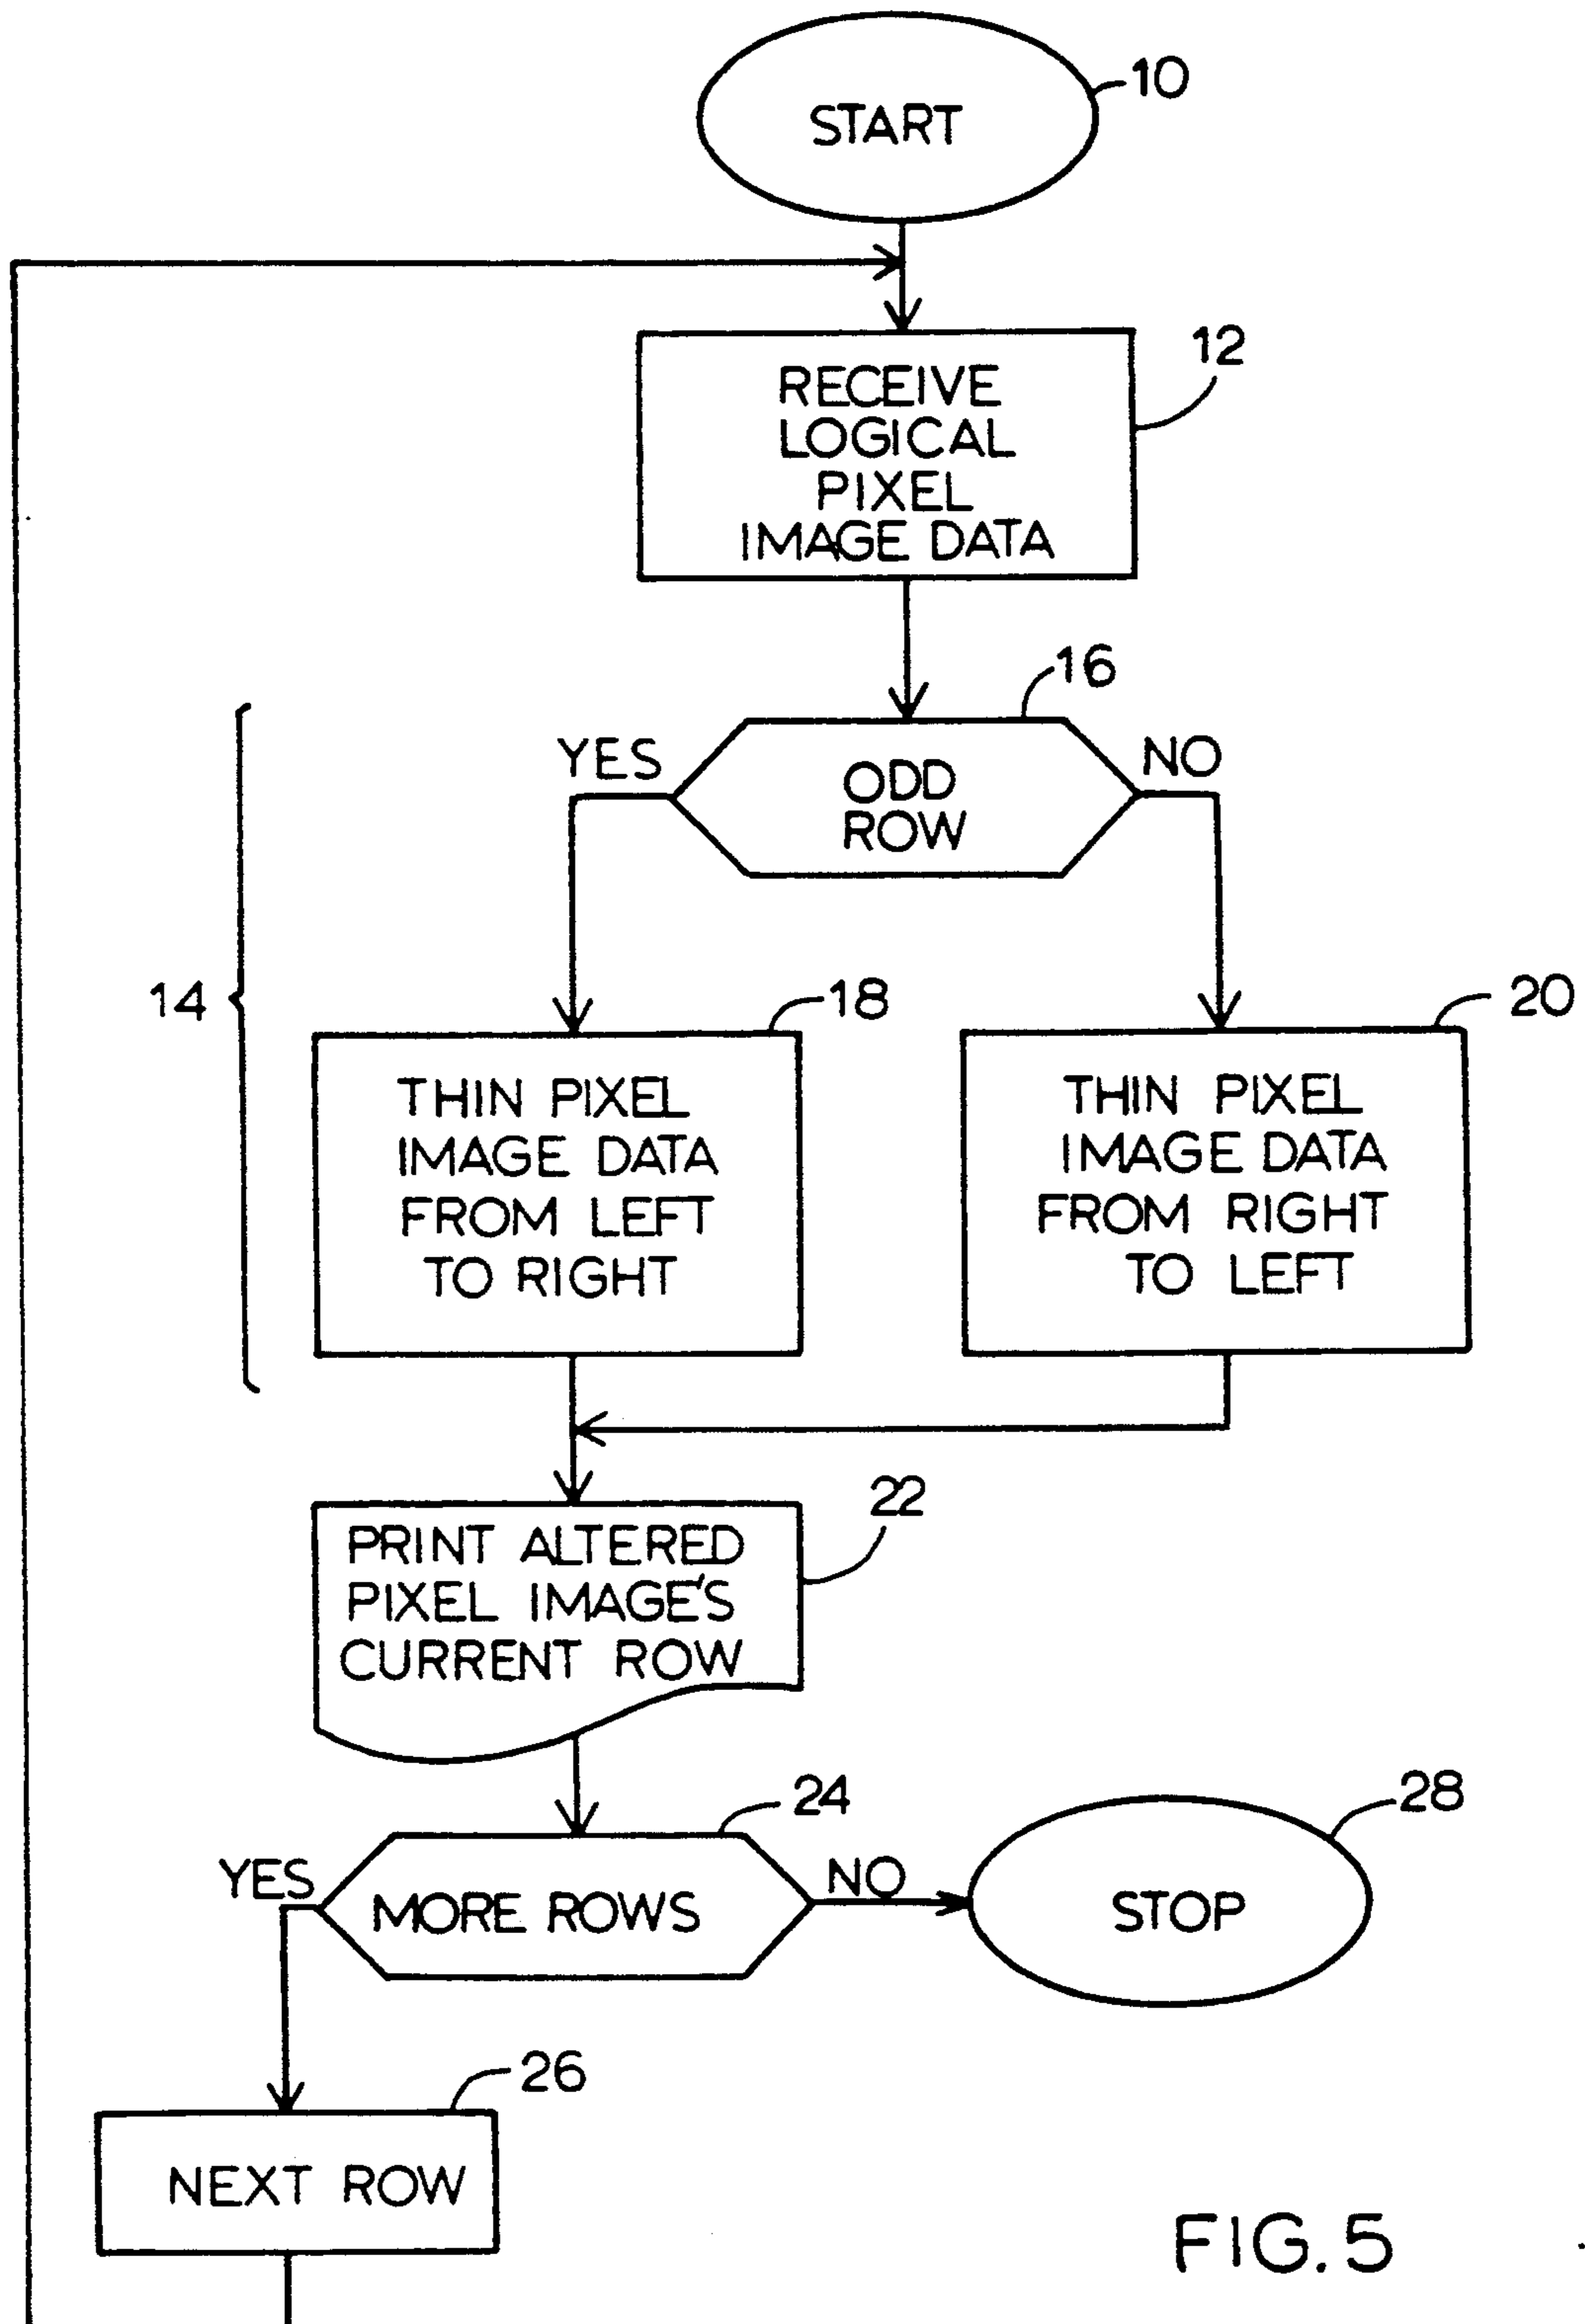 START
10
RECEIVE
LOGICAL
PIXEL
IMAGE DATA
12
16
YES
ODD
ROW
NO
14
18
THIN PIXEL
IMAGE DATA
FROM LEFT
TO RIGHT
20
THIN PIXEL
IMAGE DATA
FROM RIGHT
TO LEFT
22
PRINT ALTERED
PIXEL IMAGE'S
CURRENT ROW
24
YES
MORE ROWS
NO
28
STOP
26
NEXT ROW
FIG. 5